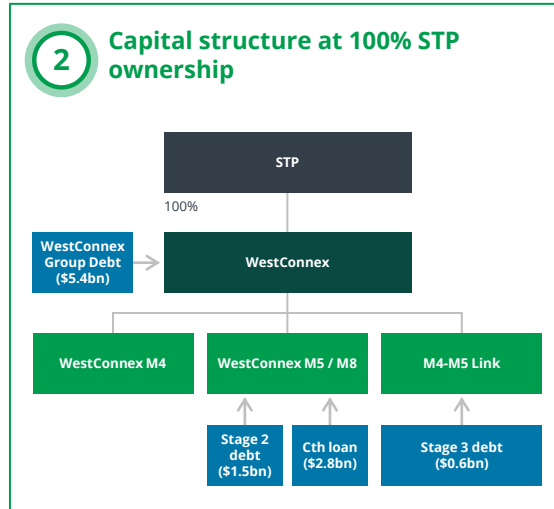 2
Capital structure at 100% STP
ownership
STP
100%
WestConnex
Group Debt
($5.4bn)
WestConnex
WestConnex M4
WestConnex M5 / M8
M4-M5 Link
Stage 2
debt
($1.5bn)
Cth loan
($2.8bn)
Stage 3 debt
($0.6bn)